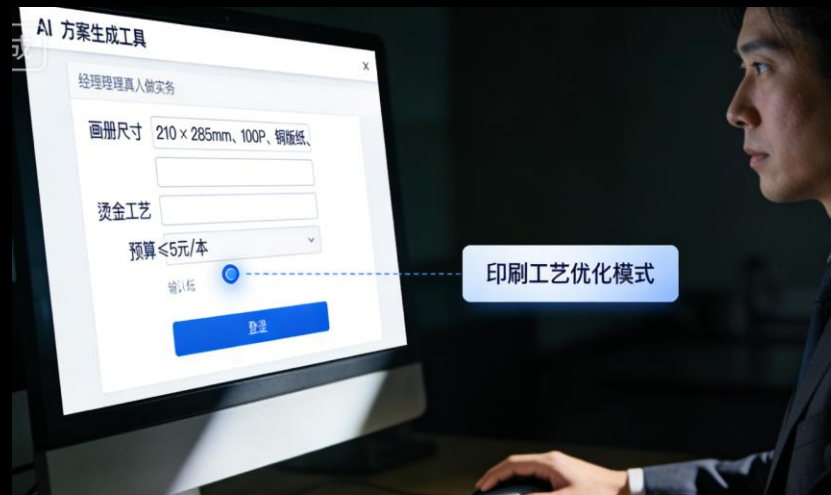 AI 方案生成工具
x
经理理理真人做实务
画册尺寸 210×285mm、100P、铜版纸、
烫金工艺
预算≤5元/本
印刷工艺优化模式